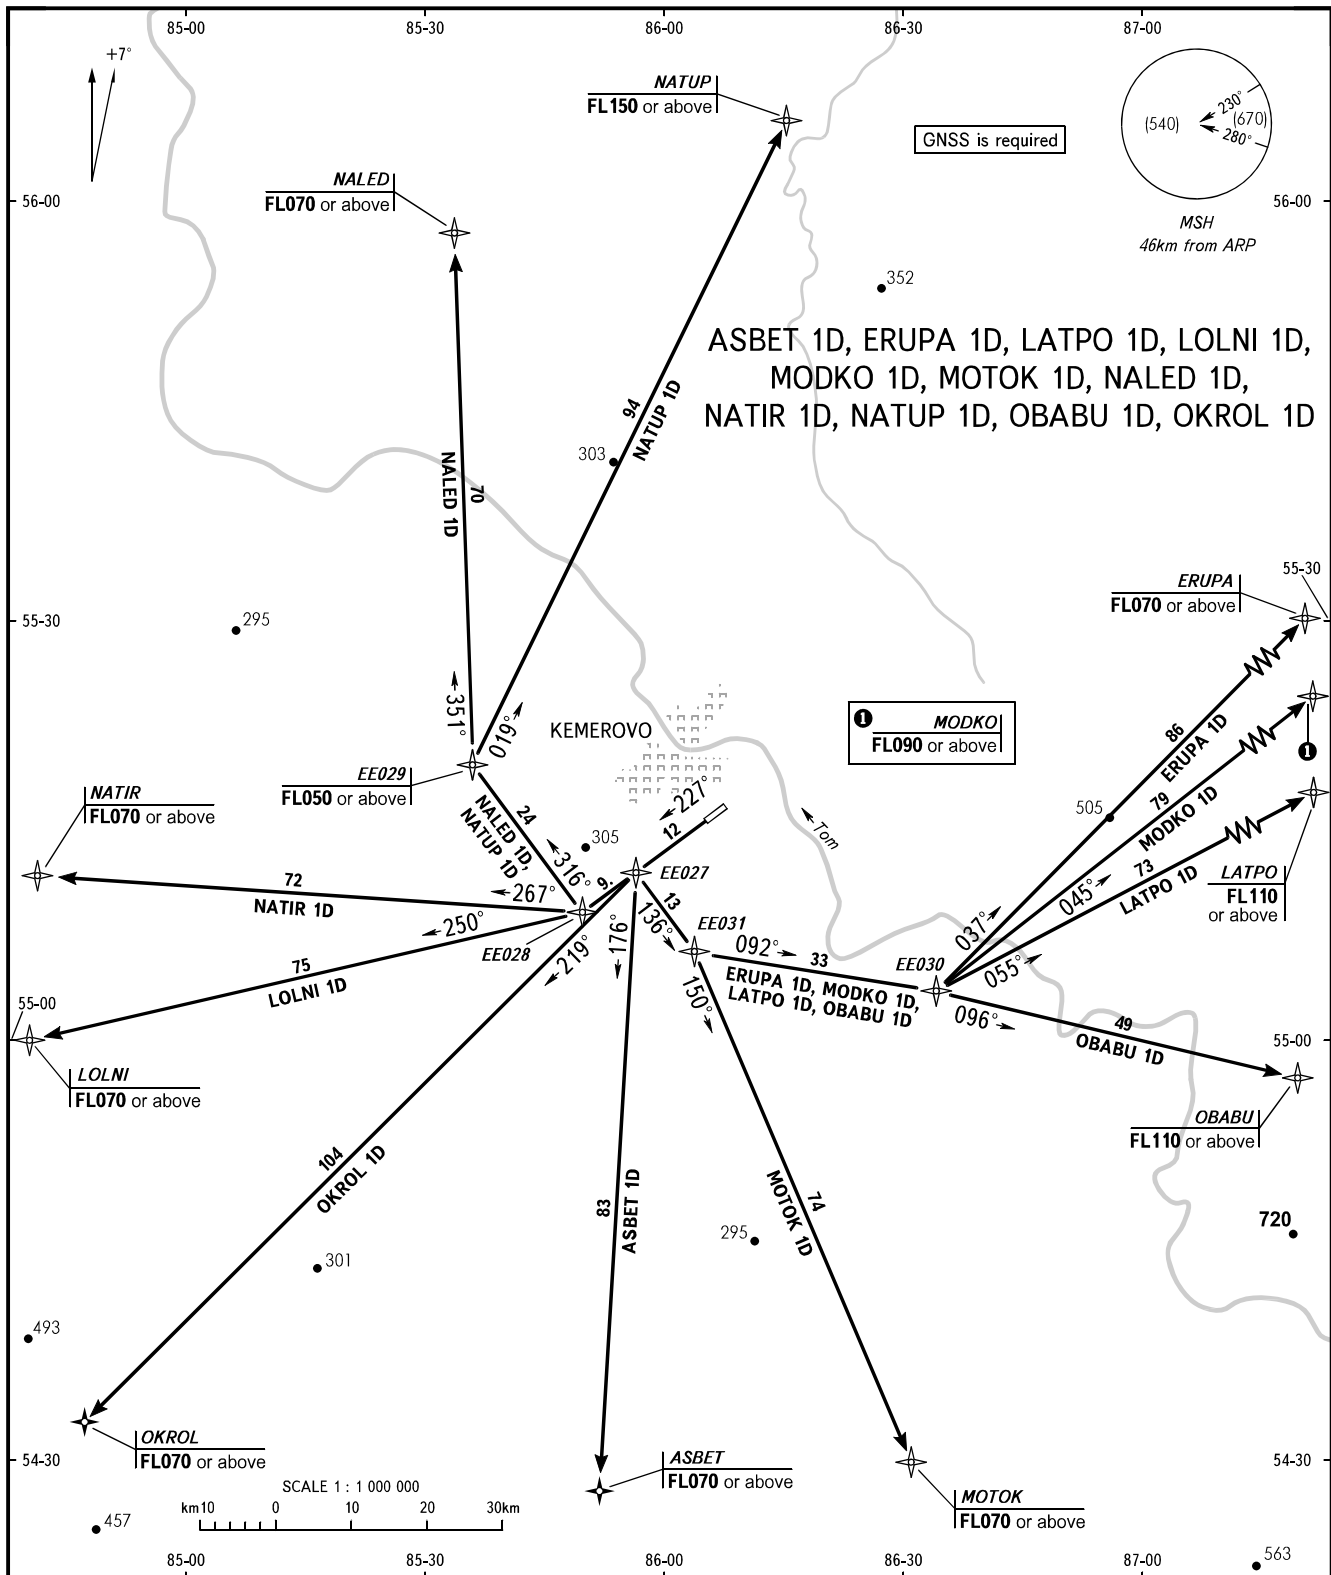 85-00
85-30
86-00
86-30
87-00
+7°
NATUP
FL150 or above
GNSS is required
(540)
230°
(670)
280°
MSH
46km from ARP
NALED
FL070 or above
56-00
56-00
352
ASBET 1D, ERUPA 1D, LATPO 1D, LOLNI 1D,
MODKO 1D, MOTOK 1D, NALED 1D,
NATIR 1D, NATUP 1D, OBABU 1D, OKROL 1D
94
NATUP 1D
303
70
NALED 1D
55-30
295
55-30
ERUPA
FL070 or above
351°
019°
KEMEROVO
1
MODKO
FL090 or above
1
EE029
FL050 or above
NATIR
FL070 or above
24
NALED 1D,
NATUP 1D
316°
305
227°
12
9.
EE027
Tom
505
86
ERUPA 1D
79
MODKO 1D
73
LATPO 1D
LATPO
FL110
or above
72
NATIR 1D
267°
250°
EE028
219°
176°
136°
13
EE031
092°
33
ERUPA 1D, MODKO 1D,
LATPO 1D, OBABU 1D
EE030
037°
045°
055°
096°
49
OBABU 1D
75
LOLNI 1D
55-00
55-00
150°
LOLNI
FL070 or above
OBABU
FL110 or above
104
OKROL 1D
83
ASBET 1D
74
MOTOK 1D
295
720
301
493
OKROL
FL070 or above
54-30
54-30
ASBET
FL070 or above
MOTOK
FL070 or above
SCALE 1 : 1 000 000
km10 0 10 20 30km
457
563
85-00
85-30
86-00
86-30
87-00